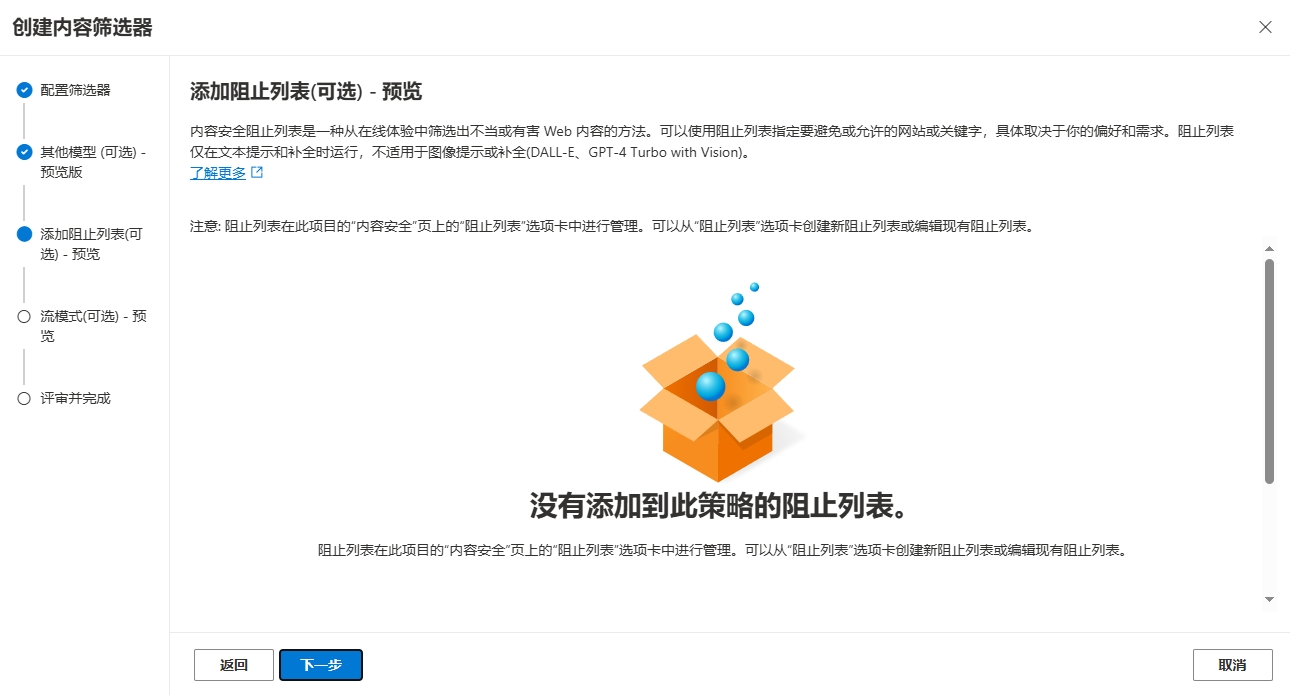 创建内容筛选器
配置筛选器
其他模型 (可选) -
预览版
添加阻止列表(可
选) - 预览
流模式(可选) - 预
览
评审并完成
添加阻止列表(可选) - 预览
内容安全阻止列表是一种从在线体验中筛选出不当或有害 Web 内容的方法。可以使用阻止列表指定要避免或允许的网站或关键字，具体取决于你的偏好和需求。阻止列表
仅在文本提示和补全时运行，不适用于图像提示或补全(DALL-E、GPT-4 Turbo with Vision)。
了解更多
注意: 阻止列表在此项目的“内容安全”页上的“阻止列表”选项卡中进行管理。可以从“阻止列表”选项卡创建新阻止列表或编辑现有阻止列表。
没有添加到此策略的阻止列表。
阻止列表在此项目的“内容安全”页上的“阻止列表”选项卡中进行管理。可以从“阻止列表”选项卡创建新阻止列表或编辑现有阻止列表。
返回
下一步
取消